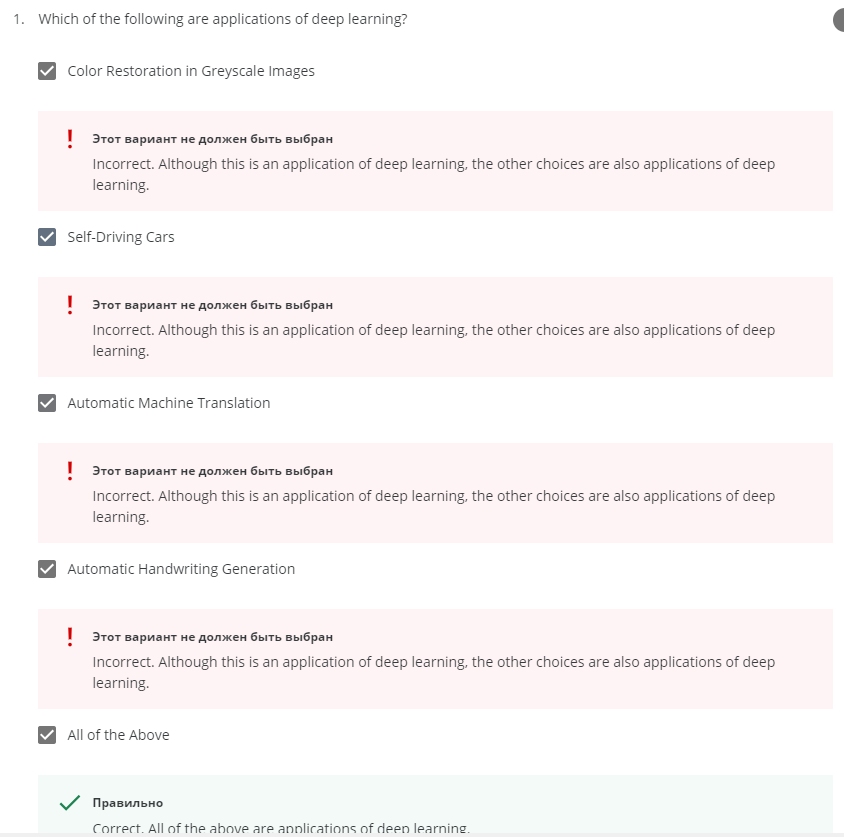 1. Which of the following are applications of deep learning?
Color Restoration in Greyscale Images
Этот вариант не должен быть выбран
Incorrect. Although this is an application of deep learning, the other choices are also applications of deep
learning.
Self-Driving Cars
Этот вариант не должен быть выбран
Incorrect. Although this is an application of deep learning, the other choices are also applications of deep
learning.
Automatic Machine Translation
Этот вариант не должен быть выбран
Incorrect. Although this is an application of deep learning, the other choices are also applications of deep
learning.
Automatic Handwriting Generation
Этот вариант не должен быть выбран
Incorrect. Although this is an application of deep learning, the other choices are also applications of deep
learning.
All of the Above
Правильно
Correct. All of the above are applications of deep learning.